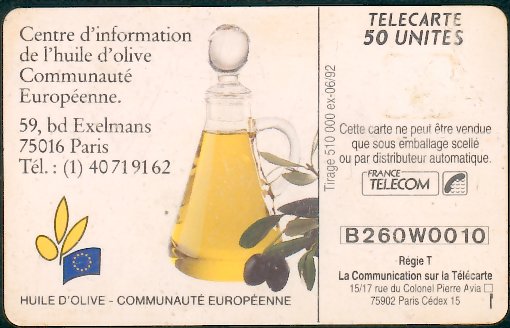 Centre d'information
de l'huile d'olive
Communauté
Européenne.
59, bd Exelmans
75016 Paris
Tél. : (1) 40719162
HUILE D'OLIVE - COMMUNAUTÉ EUROPÉENNE
Tirage 510 000 ex-06/92
TELECARTE
50 UNITES
Cette carte ne peut être vendue
que sous emballage scellé
ou par distributeur automatique.
FRANCE
TELECOM
B260W0010
Régie T
La Communication sur la Télécarte
15/17 rue du Colonel Pierre Avia
75902 Paris Cédex 15